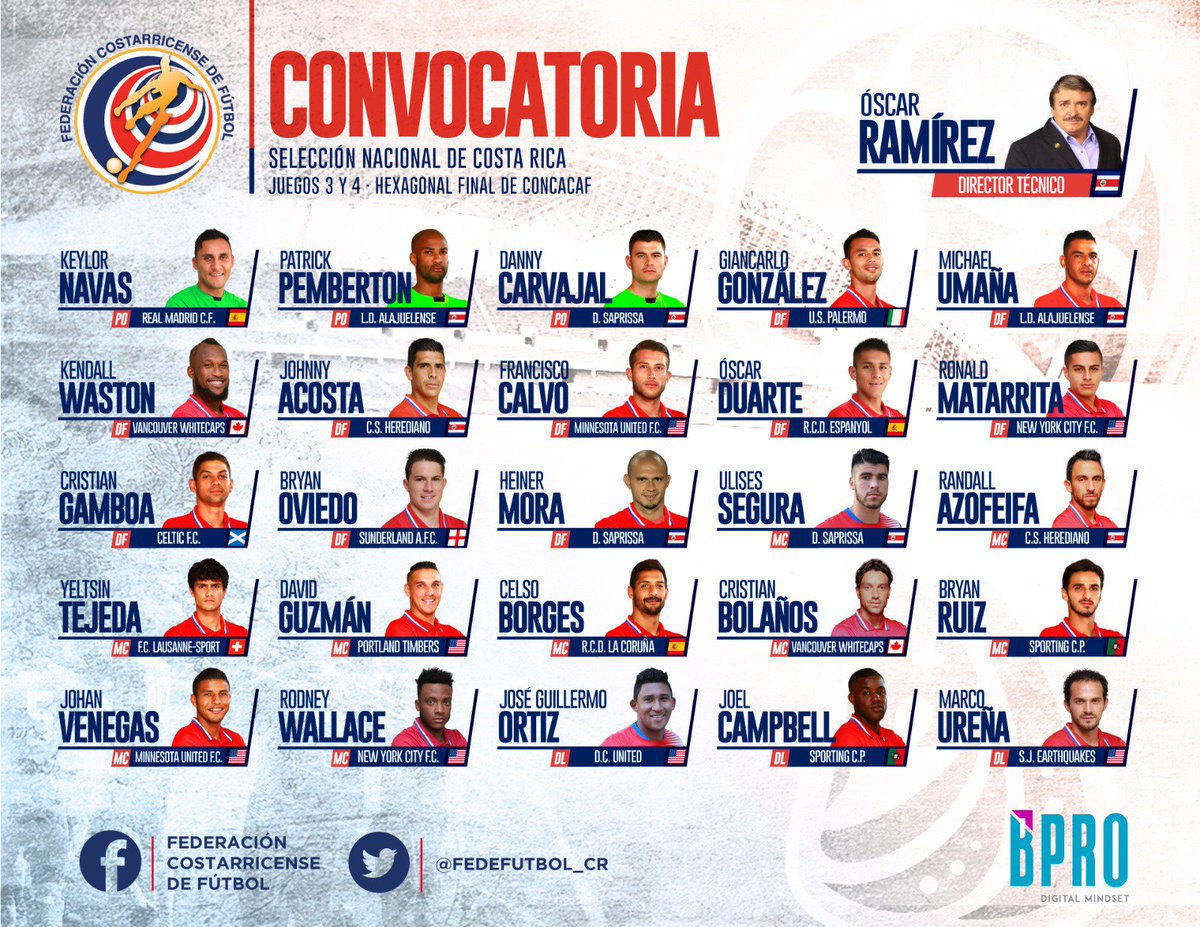 FEDERACIÓN COSTARRICENSE DE FÚTBOL
CONVOCATORIA
SELECCIÓN NACIONAL DE COSTA RICA
JUEGOS 3 Y 4 · HEXAGONAL FINAL DE CONCACAF
ÓSCAR
RAMÍREZ
DIRECTOR TÉCNICO
KEYLOR
NAVAS
PO REAL MADRID C.F.
PATRICK
PEMBERTON
PO L.D. ALAJUELENSE
DANNY
CARVAJAL
PO D. SAPRISSA
GIANCARLO
GONZÁLEZ
DF U.S. PALERMO
MICHAEL
UMAÑA
DF L.D. ALAJUELENSE
KENDALL
WASTON
DF VANCOUVER WHITECAPS
JOHNNY
ACOSTA
DF C.S. HEREDIANO
FRANCISCO
CALVO
DF MINNESOTA UNITED F.C.
ÓSCAR
DUARTE
DF R.C.D. ESPANYOL
RONALD
MATARRITA
DF NEW YORK CITY F.C.
CRISTIAN
GAMBOA
DF CELTIC F.C.
BRYAN
OVIEDO
DF SUNDERLAND A.F.C.
HEINER
MORA
DF D. SAPRISSA
ULISES
SEGURA
MC D. SAPRISSA
RANDALL
AZOFEIFA
MC C.S. HEREDIANO
YELTSIN
TEJEDA
MC F.C. LAUSANNE-SPORT
DAVID
GUZMÁN
MC PORTLAND TIMBERS
CELSO
BORGES
MC R.C.D. LA CORUÑA
CRISTIAN
BOLAÑOS
MC VANCOUVER WHITECAPS
BRYAN
RUIZ
MC SPORTING C.P.
JOHAN
VENEGAS
MC MINNESOTA UNITED F.C.
RODNEY
WALLACE
MC NEW YORK CITY F.C.
JOSÉ GUILLERMO
ORTIZ
DL D.C. UNITED
JOEL
CAMPBELL
DL SPORTING C.P.
MARCO
UREÑA
DL S.J. EARTHQUAKES
FEDERACIÓN
COSTARRICENSE
DE FÚTBOL
@FEDEFUTBOL_CR
BPRO
DIGITAL MINDSET